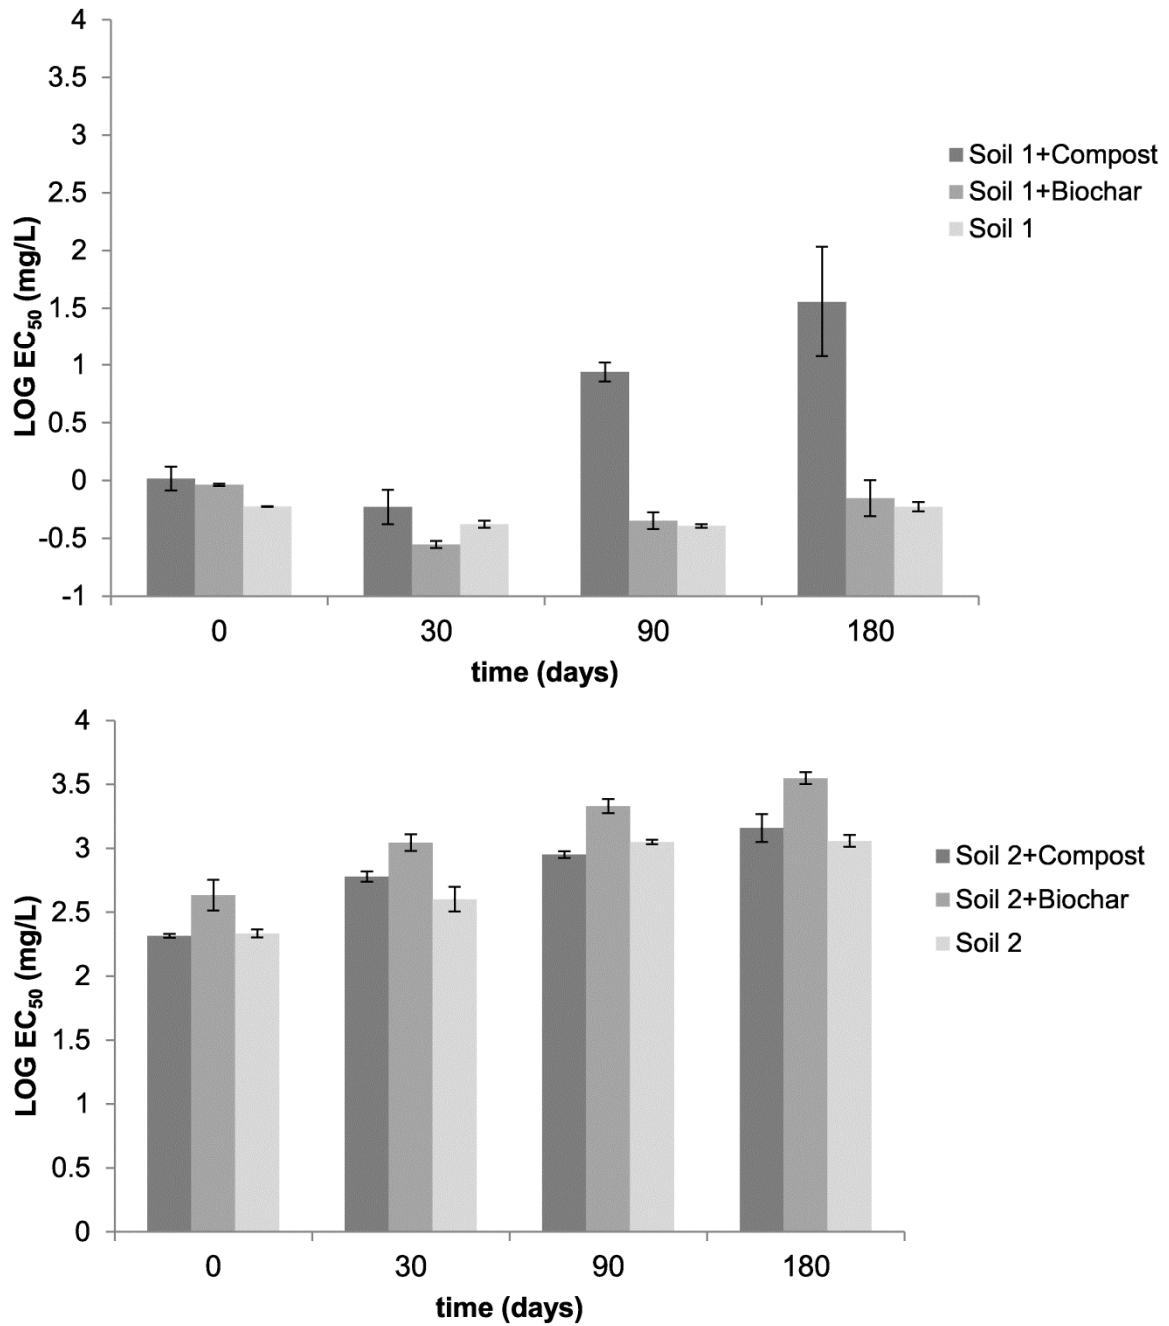 4
3.5
3
2.5
2
1.5
1
0.5
0
-0.5
-1
LOG EC50 (mg/L)
0 30 90 180
time (days)
Soil 1+Compost
Soil 1+Biochar
Soil 1
4
3.5
3
2.5
2
1.5
1
0.5
0
LOG EC50 (mg/L)
0 30 90 180
time (days)
Soil 2+Compost
Soil 2+Biochar
Soil 2